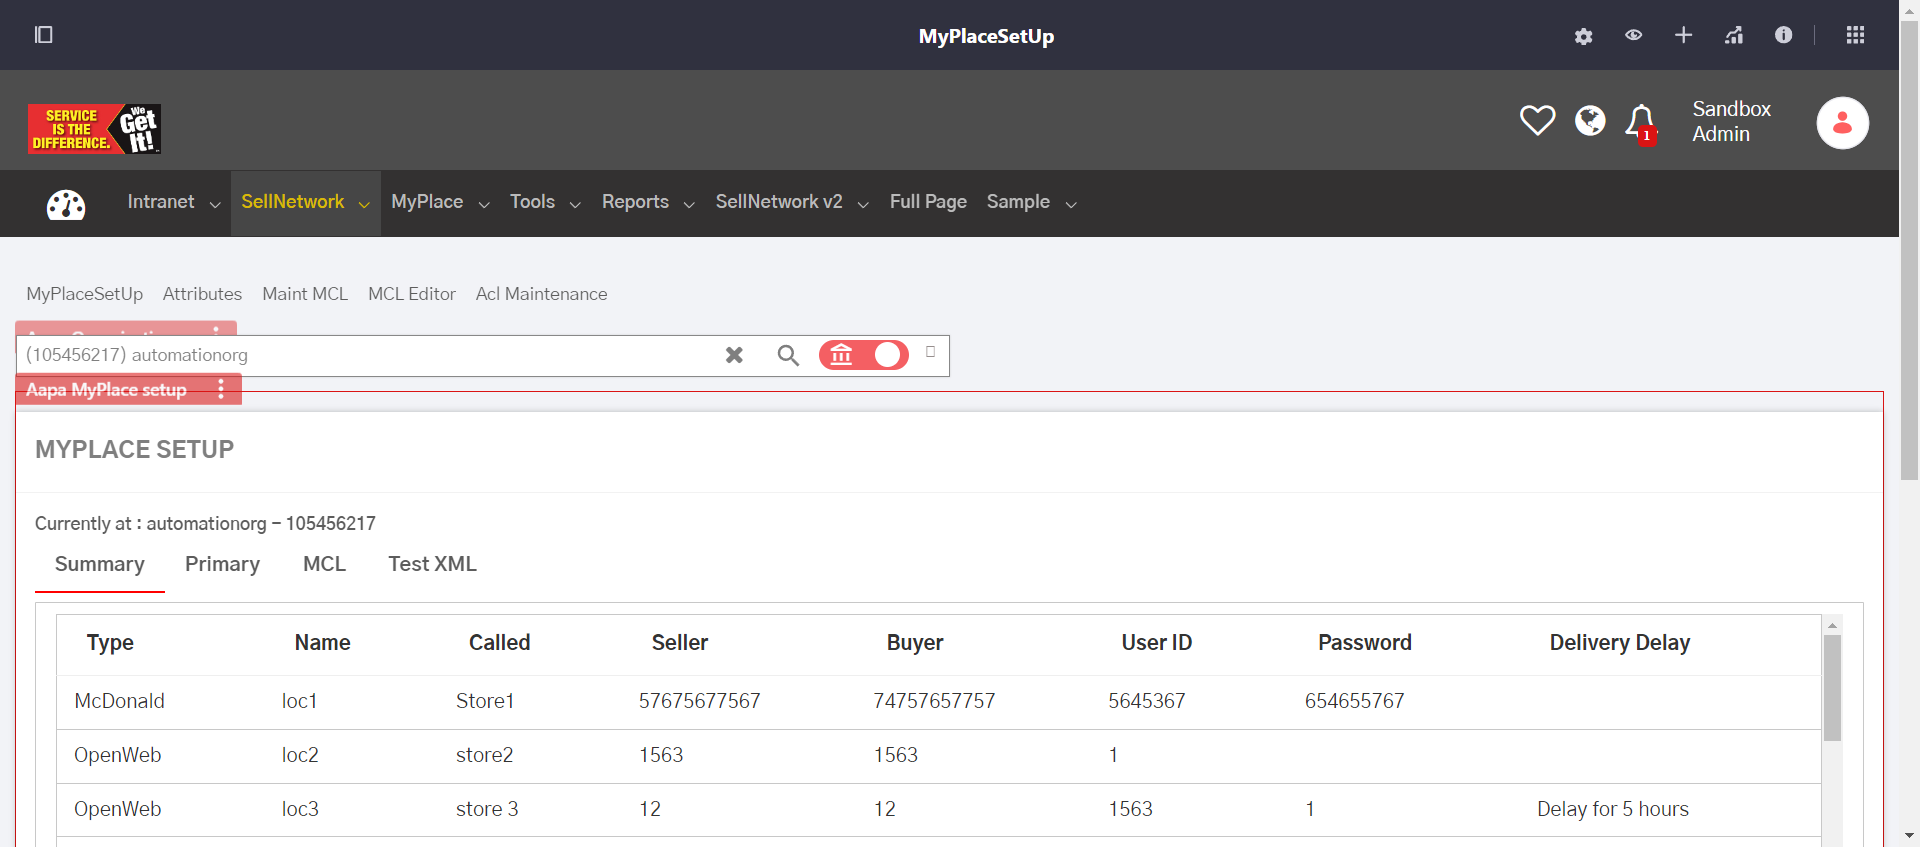 MyPlaceSetUp
SERVICE IS THE DIFFERENCE.
We Get It!
1
Sandbox
Admin
Intranet SellNetwork MyPlace Tools Reports SellNetwork v2 Full Page Sample
MyPlaceSetUp Attributes Maint MCL MCL Editor Acl Maintenance
(105456217) automationorg
Aapa MyPlace setup
MYPLACE SETUP
Currently at : automationorg - 105456217
Summary Primary MCL Test XML
Type Name Called Seller Buyer User ID Password Delivery Delay
McDonald loc1 Store1 57675677567 74757657757 5645367 654655767
OpenWeb loc2 store2 1563 1563 1
OpenWeb loc3 store 3 12 12 1563 1 Delay for 5 hours